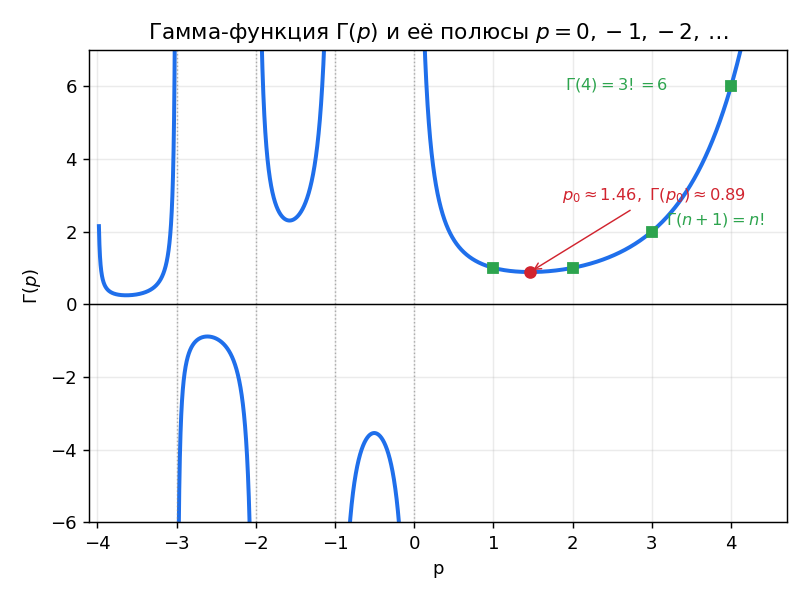 Гамма-функция Γ(p) и её полюсы p = 0, −1, −2, …
Γ(4) = 3! = 6
p₀ ≈ 1.46, Γ(p₀) ≈ 0.89
Γ(n + 1) = n!
Γ(p)
6
4
2
0
−2
−4
−6
−4 −3 −2 −1 0 1 2 3 4
p